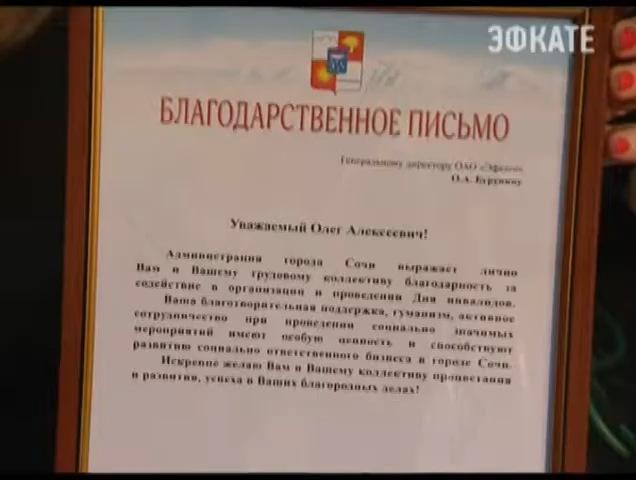 ЭФКАТЕ
БЛАГОДАРСТВЕННОЕ ПИСЬМО
Генеральному директору ОАО «Эфкате»
О.А.
Уважаемый Олег Алексеевич!
Администрация города Сочи выражает лично
Вам и Вашему трудовому коллективу благодарность за
содействие в организации и проведении Дня инвалидов.
Ваша благотворительная поддержка, гуманизм, активное
сотрудничество при проведении социально значимых
мероприятий имеют особую ценность и способствуют
развитию социально ответственного бизнеса в городе Сочи.
Искренне желаю Вам и Вашему коллективу процветания
и развития, успеха в Ваших благородных делах!